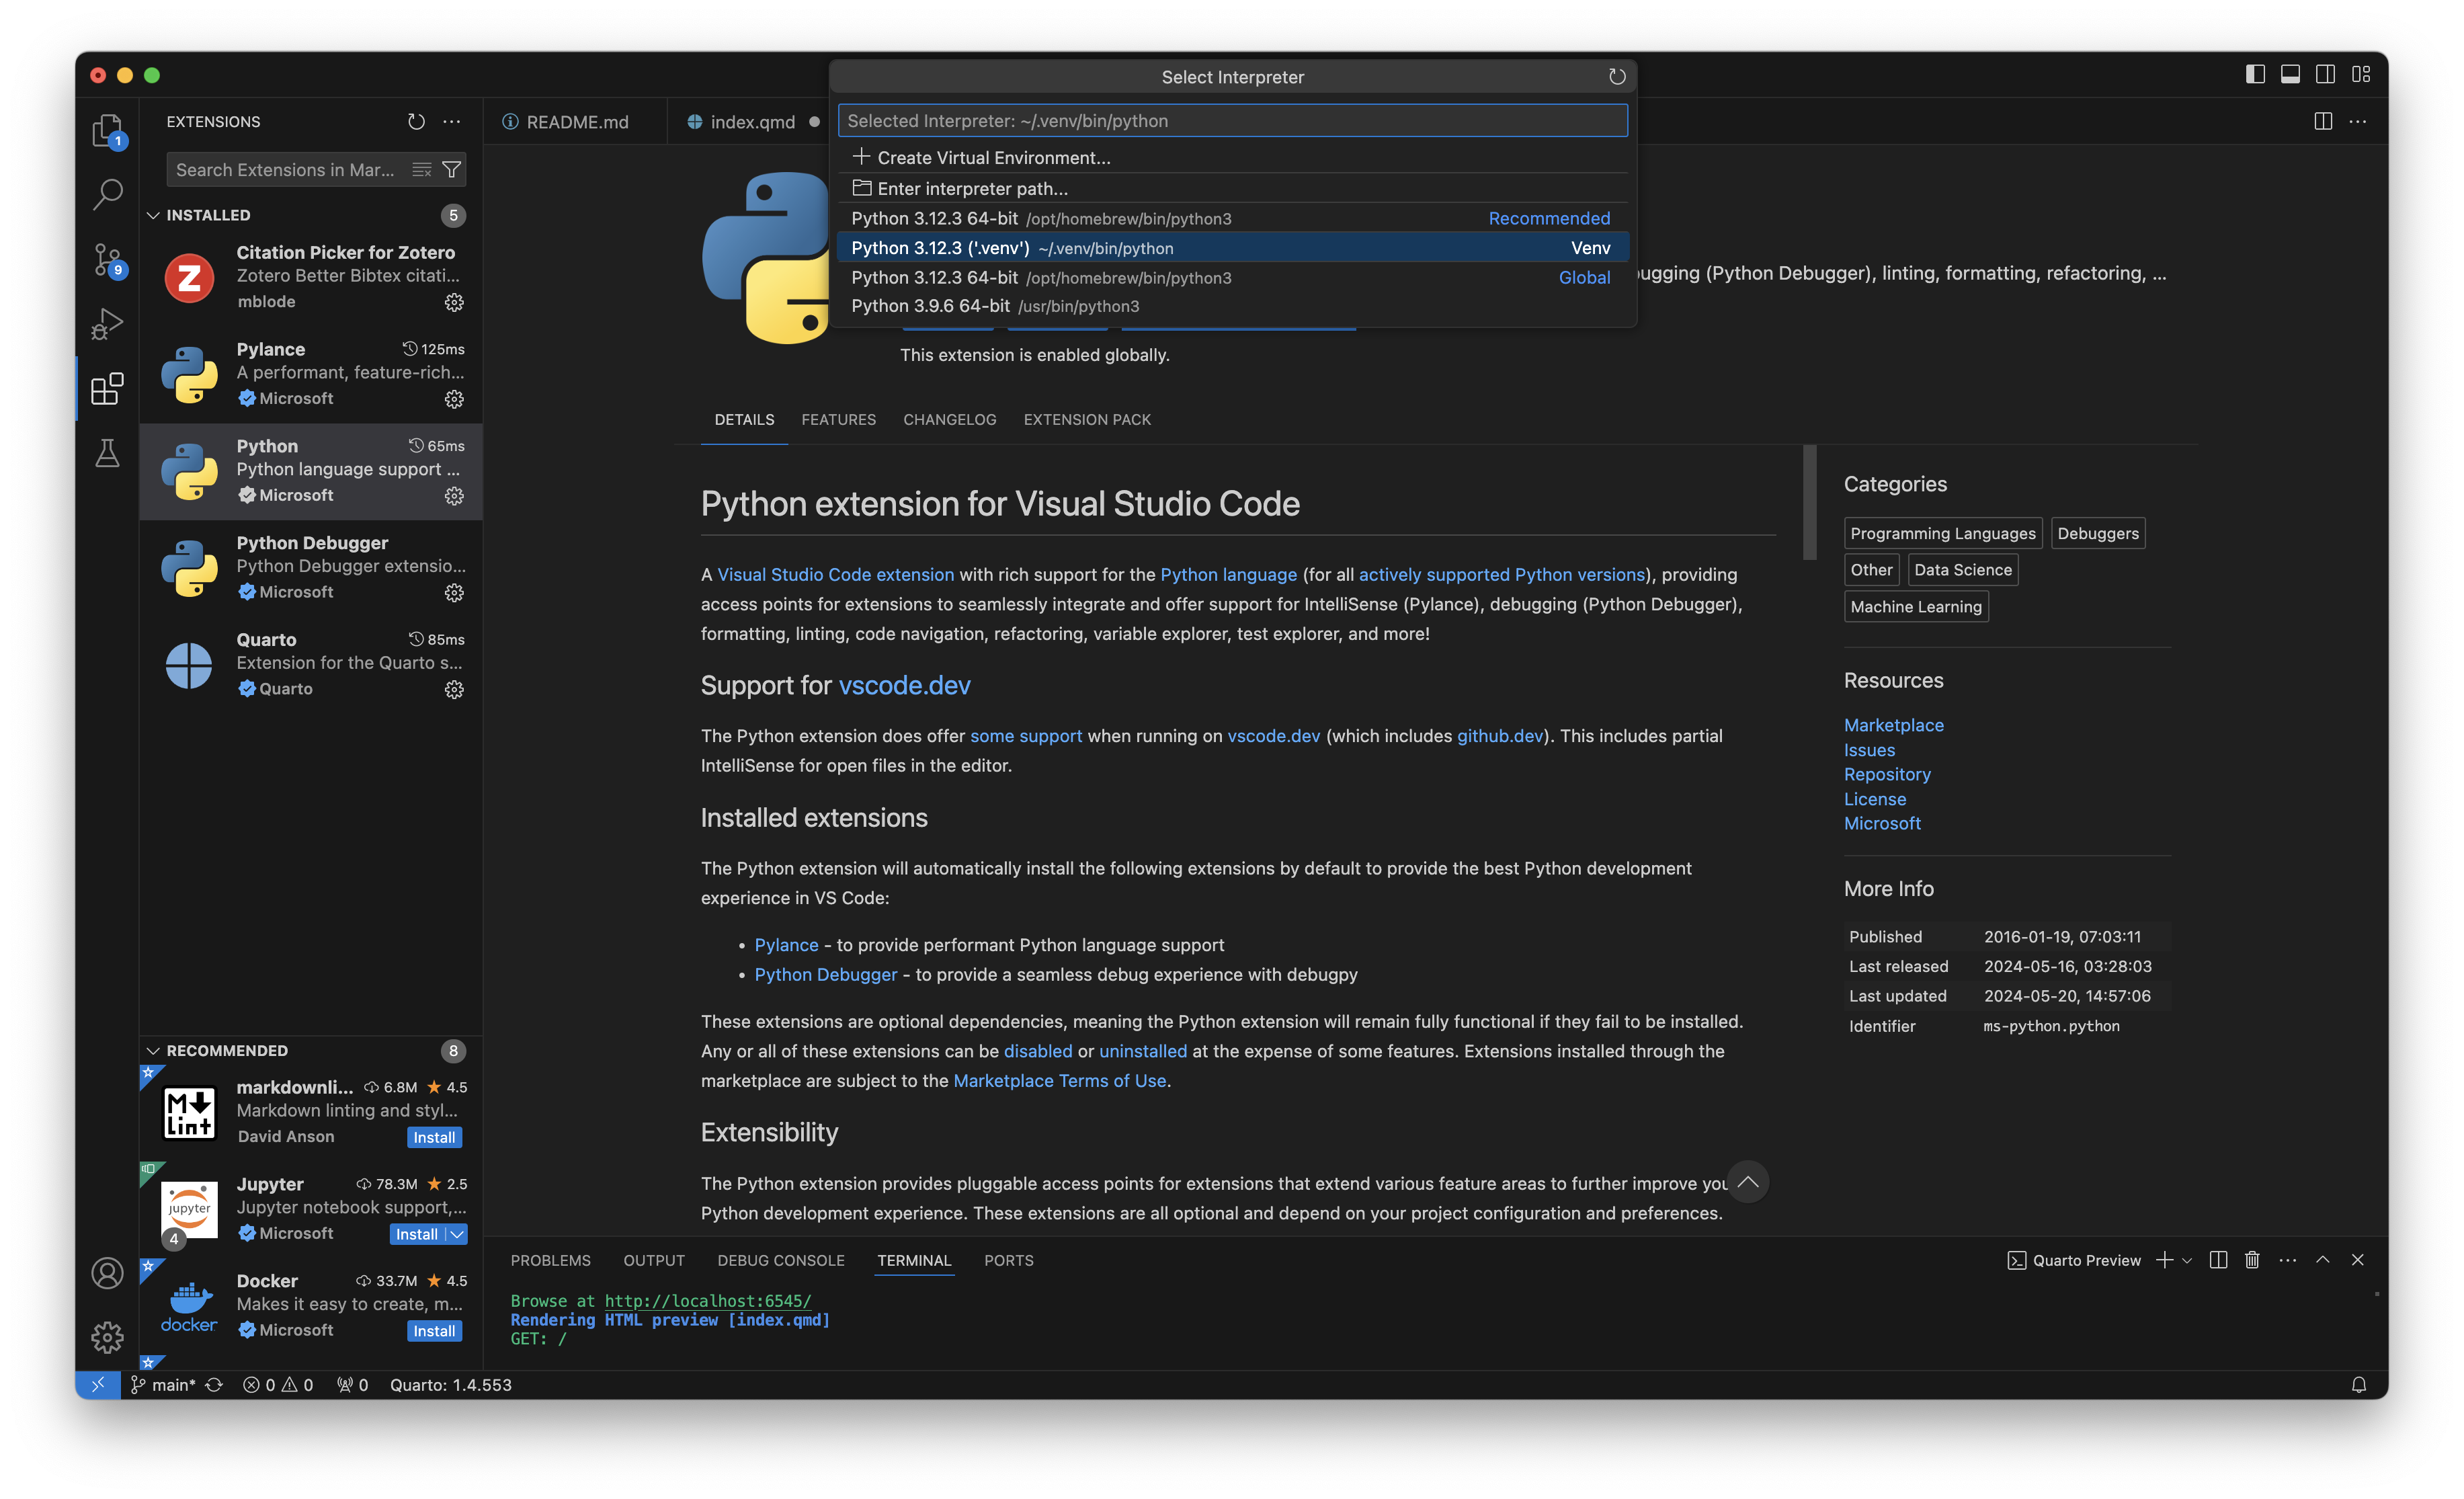 Select Interpreter
Selected Interpreter: ~/.venv/bin/python
Create Virtual Environment...
Enter interpreter path...
Python 3.12.3 64-bit /opt/homebrew/bin/python3 Recommended
Python 3.12.3 ('.venv') ~/.venv/bin/python Venv
Python 3.12.3 64-bit /opt/homebrew/bin/python3 Global
Python 3.9.6 64-bit /usr/bin/python3
1
9
EXTENSIONS
Search Extensions in Mar...
INSTALLED 5
Z
Citation Picker for Zotero
Zotero Better Bibtex citati...
mblode
Pylance 125ms
A performant, feature-rich...
Microsoft
Python 65ms
Python language support ...
Microsoft
Python Debugger
Python Debugger extensio...
Microsoft
Quarto 85ms
Extension for the Quarto s...
Quarto
RECOMMENDED 8
M Lint
markdownli... 6.8M 4.5
Markdown linting and styl...
David Anson Install
jupyter
4
Jupyter 78.3M 2.5
Jupyter notebook support,...
Microsoft Install
docker
Docker 33.7M 4.5
Makes it easy to create, m...
Microsoft Install
README.md index.qmd
(Python Debugger), linting, formatting, refactoring, ...
This extension is enabled globally.
DETAILS FEATURES CHANGELOG EXTENSION PACK
Python extension for Visual Studio Code
A Visual Studio Code extension with rich support for the Python language (for all actively supported Python versions), providing
access points for extensions to seamlessly integrate and offer support for IntelliSense (Pylance), debugging (Python Debugger),
formatting, linting, code navigation, refactoring, variable explorer, test explorer, and more!
Support for vscode.dev
The Python extension does offer some support when running on vscode.dev (which includes github.dev). This includes partial
IntelliSense for open files in the editor.
Installed extensions
The Python extension will automatically install the following extensions by default to provide the best Python development
experience in VS Code:
• Pylance - to provide performant Python language support
• Python Debugger - to provide a seamless debug experience with debugpy
These extensions are optional dependencies, meaning the Python extension will remain fully functional if they fail to be installed.
Any or all of these extensions can be disabled or uninstalled at the expense of some features. Extensions installed through the
marketplace are subject to the Marketplace Terms of Use.
Extensibility
The Python extension provides pluggable access points for extensions that extend various feature areas to further improve you
Python development experience. These extensions are all optional and depend on your project configuration and preferences.
Categories
Programming Languages Debuggers
Other Data Science
Machine Learning
Resources
Marketplace
Issues
Repository
License
Microsoft
More Info
Published 2016-01-19, 07:03:11
Last released 2024-05-16, 03:28:03
Last updated 2024-05-20, 14:57:06
Identifier ms-python.python
PROBLEMS OUTPUT DEBUG CONSOLE TERMINAL PORTS Quarto Preview
Browse at http://localhost:6545/
Rendering HTML preview [index.qmd]
GET: /
main* 0 0 0 Quarto: 1.4.553